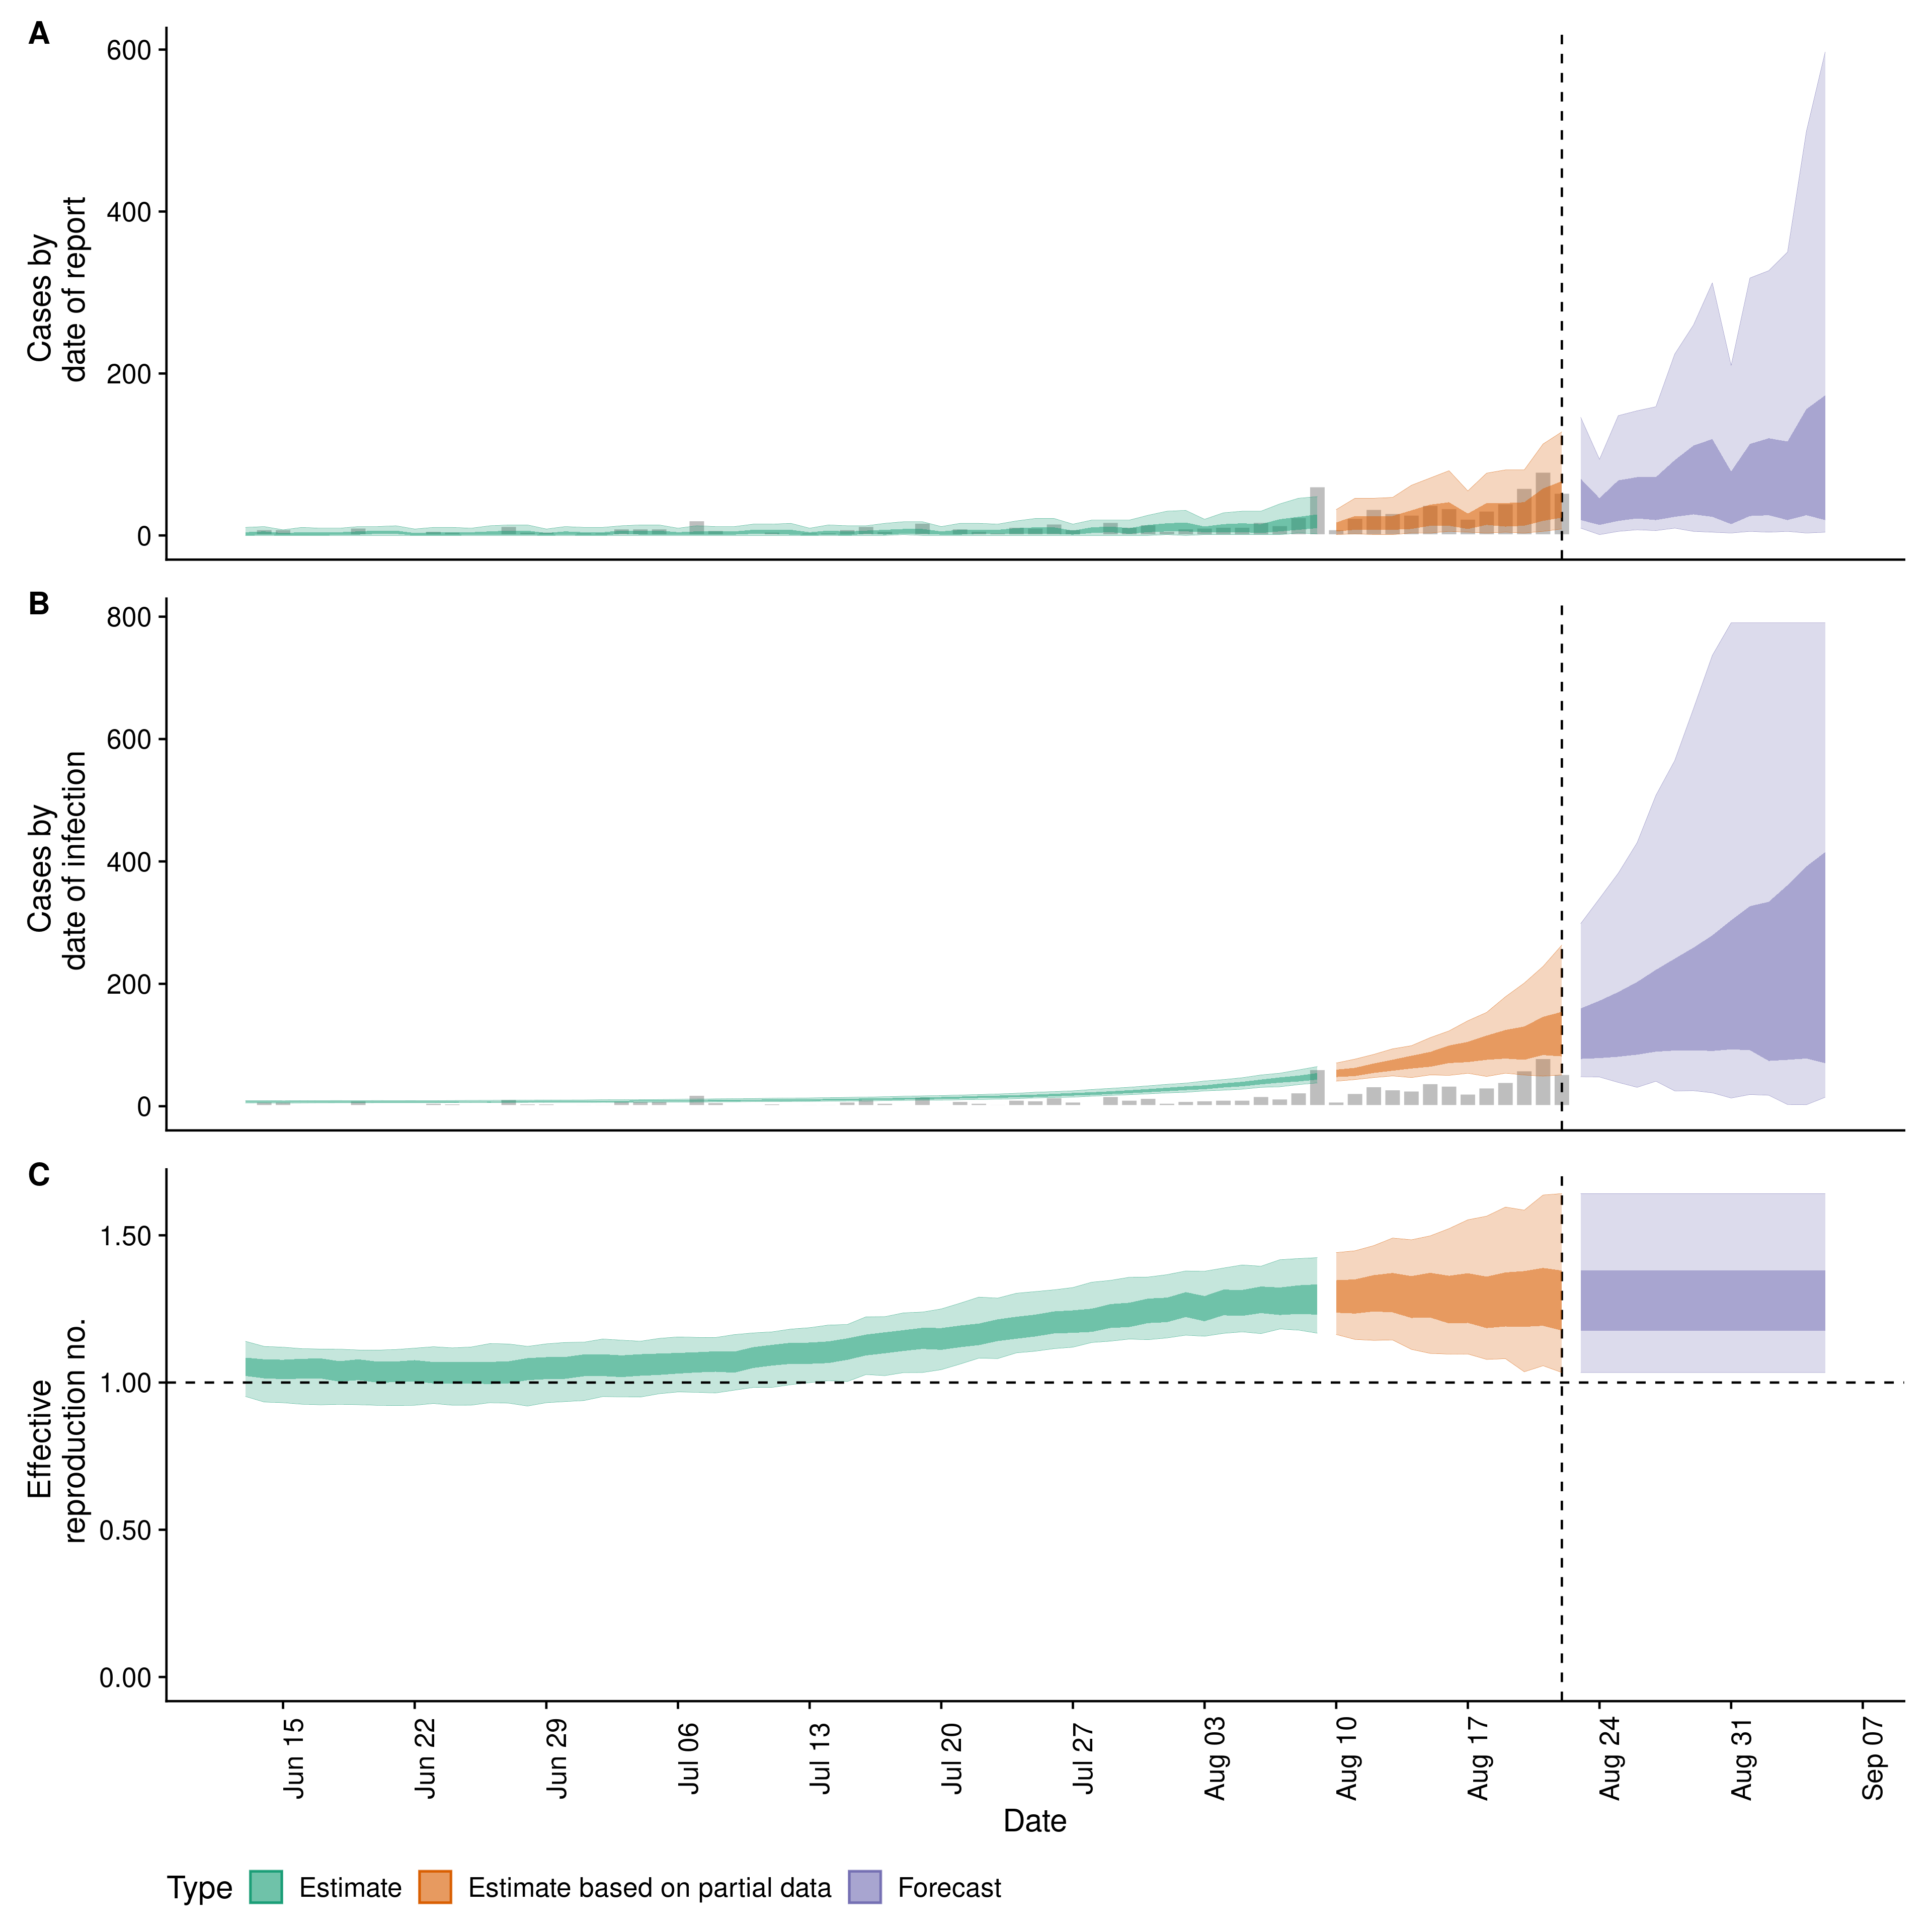 A
600
400
200
0
Cases by
date of report
B
800
600
400
200
0
Cases by
date of infection
C
1.50
1.00
0.50
0.00
Effective
reproduction no.
Jun 15
Jun 22
Jun 29
Jul 06
Jul 13
Jul 20
Jul 27
Aug 03
Aug 10
Aug 17
Aug 24
Aug 31
Sep 07
Date
Type Estimate Estimate based on partial data Forecast